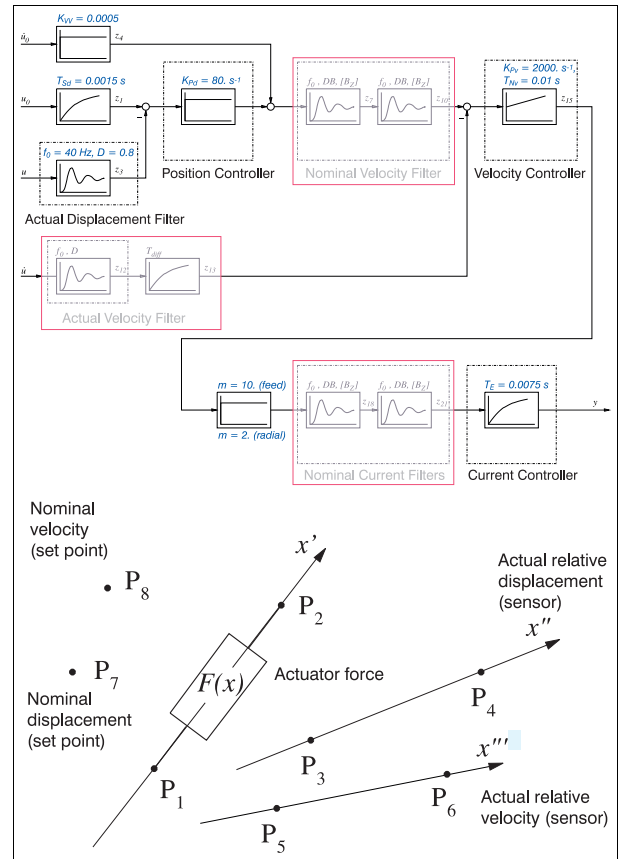 K_VV = 0.0005
u̇_0
z_4
T_Sd = 0.0015 s
K_Pd = 80. s⁻¹
f_0 , DB, [B_Z]
f_0 , DB, [B_Z]
K_Pv = 2000. s⁻¹,
T_Nv = 0.01 s
u_0
z_1
z_7
z_10
z_15
f_0 = 40 Hz, D = 0.8
u
z_3
Position Controller
Nominal Velocity Filter
Velocity Controller
Actual Displacement Filter
f_0 , D
T_diff
u̇
z_12
z_13
Actual Velocity Filter
m = 10. (feed)
f_0 , DB, [B_Z]
f_0 , DB, [B_Z]
T_E = 0.0075 s
z_18
z_21
y
m = 2. (radial)
Nominal Current Filters
Current Controller
Nominal
velocity
(set point)
P_8
x'
P_2
Actual relative
displacement
(sensor)
x''
P_7
Nominal
displacement
(set point)
F(x)
Actuator force
P_4
P_3
x'''
P_1
P_5
P_6
Actual relative
velocity (sensor)